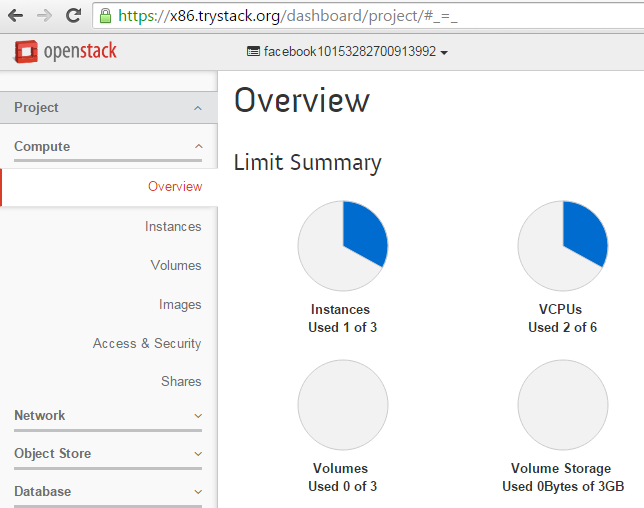 https://x86.trystack.org/dashboard/project/#_=_
openstack
facebook10153282700913992
Project
Compute
Overview
Instances
Volumes
Images
Access & Security
Shares
Network
Object Store
Database
Overview
Limit Summary
Instances
Used 1 of 3
VCPUs
Used 2 of 6
Volumes
Used 0 of 3
Volume Storage
Used 0Bytes of 3GB